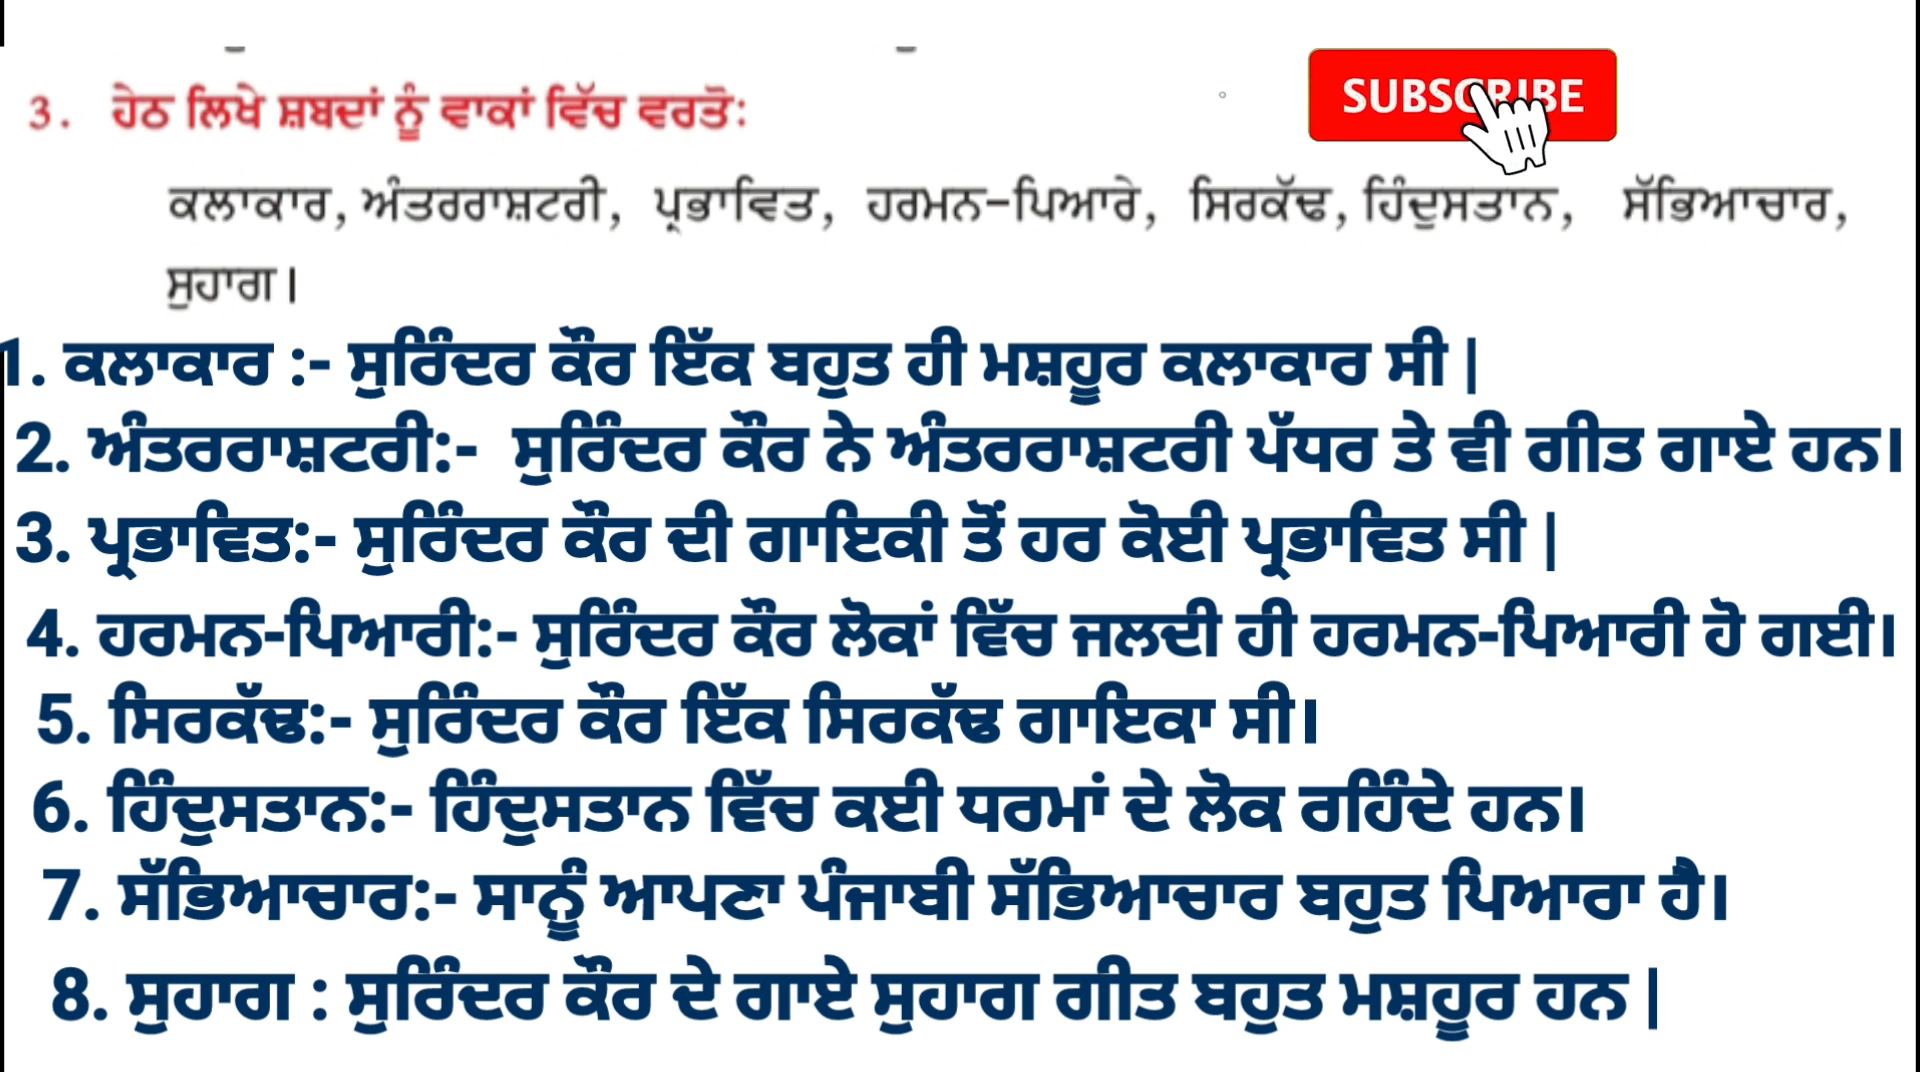 SUBSCRIBE
3. ਹੇਠ ਲਿਖੇ ਸ਼ਬਦਾਂ ਨੂੰ ਵਾਕਾਂ ਵਿੱਚ ਵਰਤੋ:
ਕਲਾਕਾਰ, ਅੰਤਰਰਾਸ਼ਟਰੀ, ਪ੍ਰਭਾਵਿਤ, ਹਰਮਨ-ਪਿਆਰੇ, ਸਿਰਕੱਢ, ਹਿੰਦੁਸਤਾਨ, ਸੱਭਿਆਚਾਰ,
ਸੁਹਾਗ।
1. ਕਲਾਕਾਰ :- ਸੁਰਿੰਦਰ ਕੌਰ ਇੱਕ ਬਹੁਤ ਹੀ ਮਸ਼ਹੂਰ ਕਲਾਕਾਰ ਸੀ |
2. ਅੰਤਰਰਾਸ਼ਟਰੀ:- ਸੁਰਿੰਦਰ ਕੌਰ ਨੇ ਅੰਤਰਰਾਸ਼ਟਰੀ ਪੱਧਰ ਤੇ ਵੀ ਗੀਤ ਗਾਏ ਹਨ।
3. ਪ੍ਰਭਾਵਿਤ:- ਸੁਰਿੰਦਰ ਕੌਰ ਦੀ ਗਾਇਕੀ ਤੋਂ ਹਰ ਕੋਈ ਪ੍ਰਭਾਵਿਤ ਸੀ |
4. ਹਰਮਨ-ਪਿਆਰੀ:- ਸੁਰਿੰਦਰ ਕੌਰ ਲੋਕਾਂ ਵਿੱਚ ਜਲਦੀ ਹੀ ਹਰਮਨ-ਪਿਆਰੀ ਹੋ ਗਈ।
5. ਸਿਰਕੱਢ:- ਸੁਰਿੰਦਰ ਕੌਰ ਇੱਕ ਸਿਰਕੱਢ ਗਾਇਕਾ ਸੀ।
6. ਹਿੰਦੁਸਤਾਨ:- ਹਿੰਦੁਸਤਾਨ ਵਿੱਚ ਕਈ ਧਰਮਾਂ ਦੇ ਲੋਕ ਰਹਿੰਦੇ ਹਨ।
7. ਸੱਭਿਆਚਾਰ:- ਸਾਨੂੰ ਆਪਣਾ ਪੰਜਾਬੀ ਸੱਭਿਆਚਾਰ ਬਹੁਤ ਪਿਆਰਾ ਹੈ।
8. ਸੁਹਾਗ : ਸੁਰਿੰਦਰ ਕੌਰ ਦੇ ਗਾਏ ਸੁਹਾਗ ਗੀਤ ਬਹੁਤ ਮਸ਼ਹੂਰ ਹਨ |